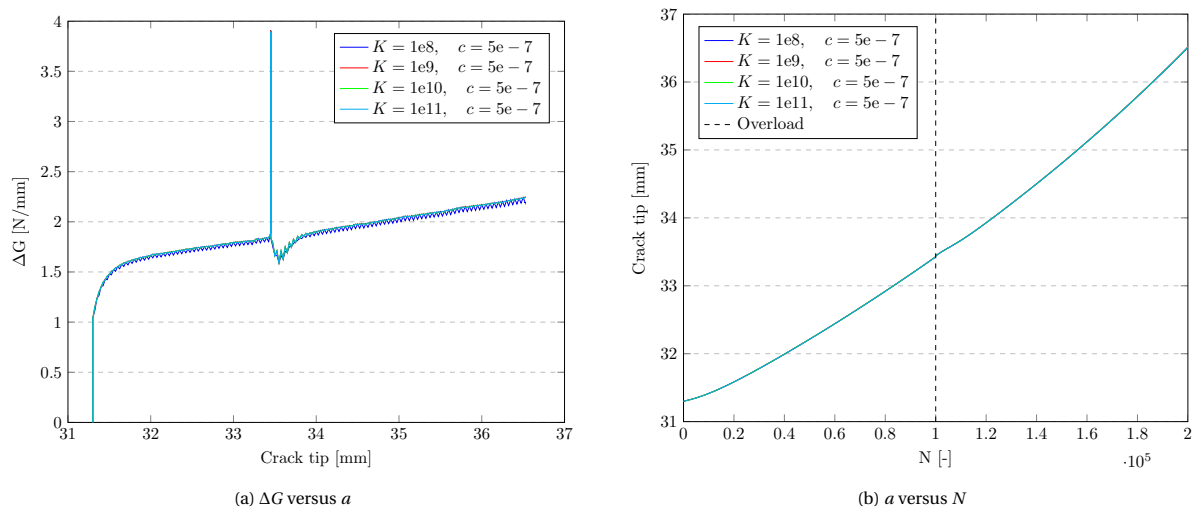 4
3.5
3
2.5
2
1.5
1
0.5
0
ΔG [N/mm]
K = 1e8, c = 5e − 7
K = 1e9, c = 5e − 7
K = 1e10, c = 5e − 7
K = 1e11, c = 5e − 7
31 32 33 34 35 36 37
Crack tip [mm]
(a) ΔG versus a
37
36
35
34
33
32
31
Crack tip [mm]
K = 1e8, c = 5e − 7
K = 1e9, c = 5e − 7
K = 1e10, c = 5e − 7
K = 1e11, c = 5e − 7
Overload
0 0.2 0.4 0.6 0.8 1 1.2 1.4 1.6 1.8 2
N [-]
·10⁵
(b) a versus N